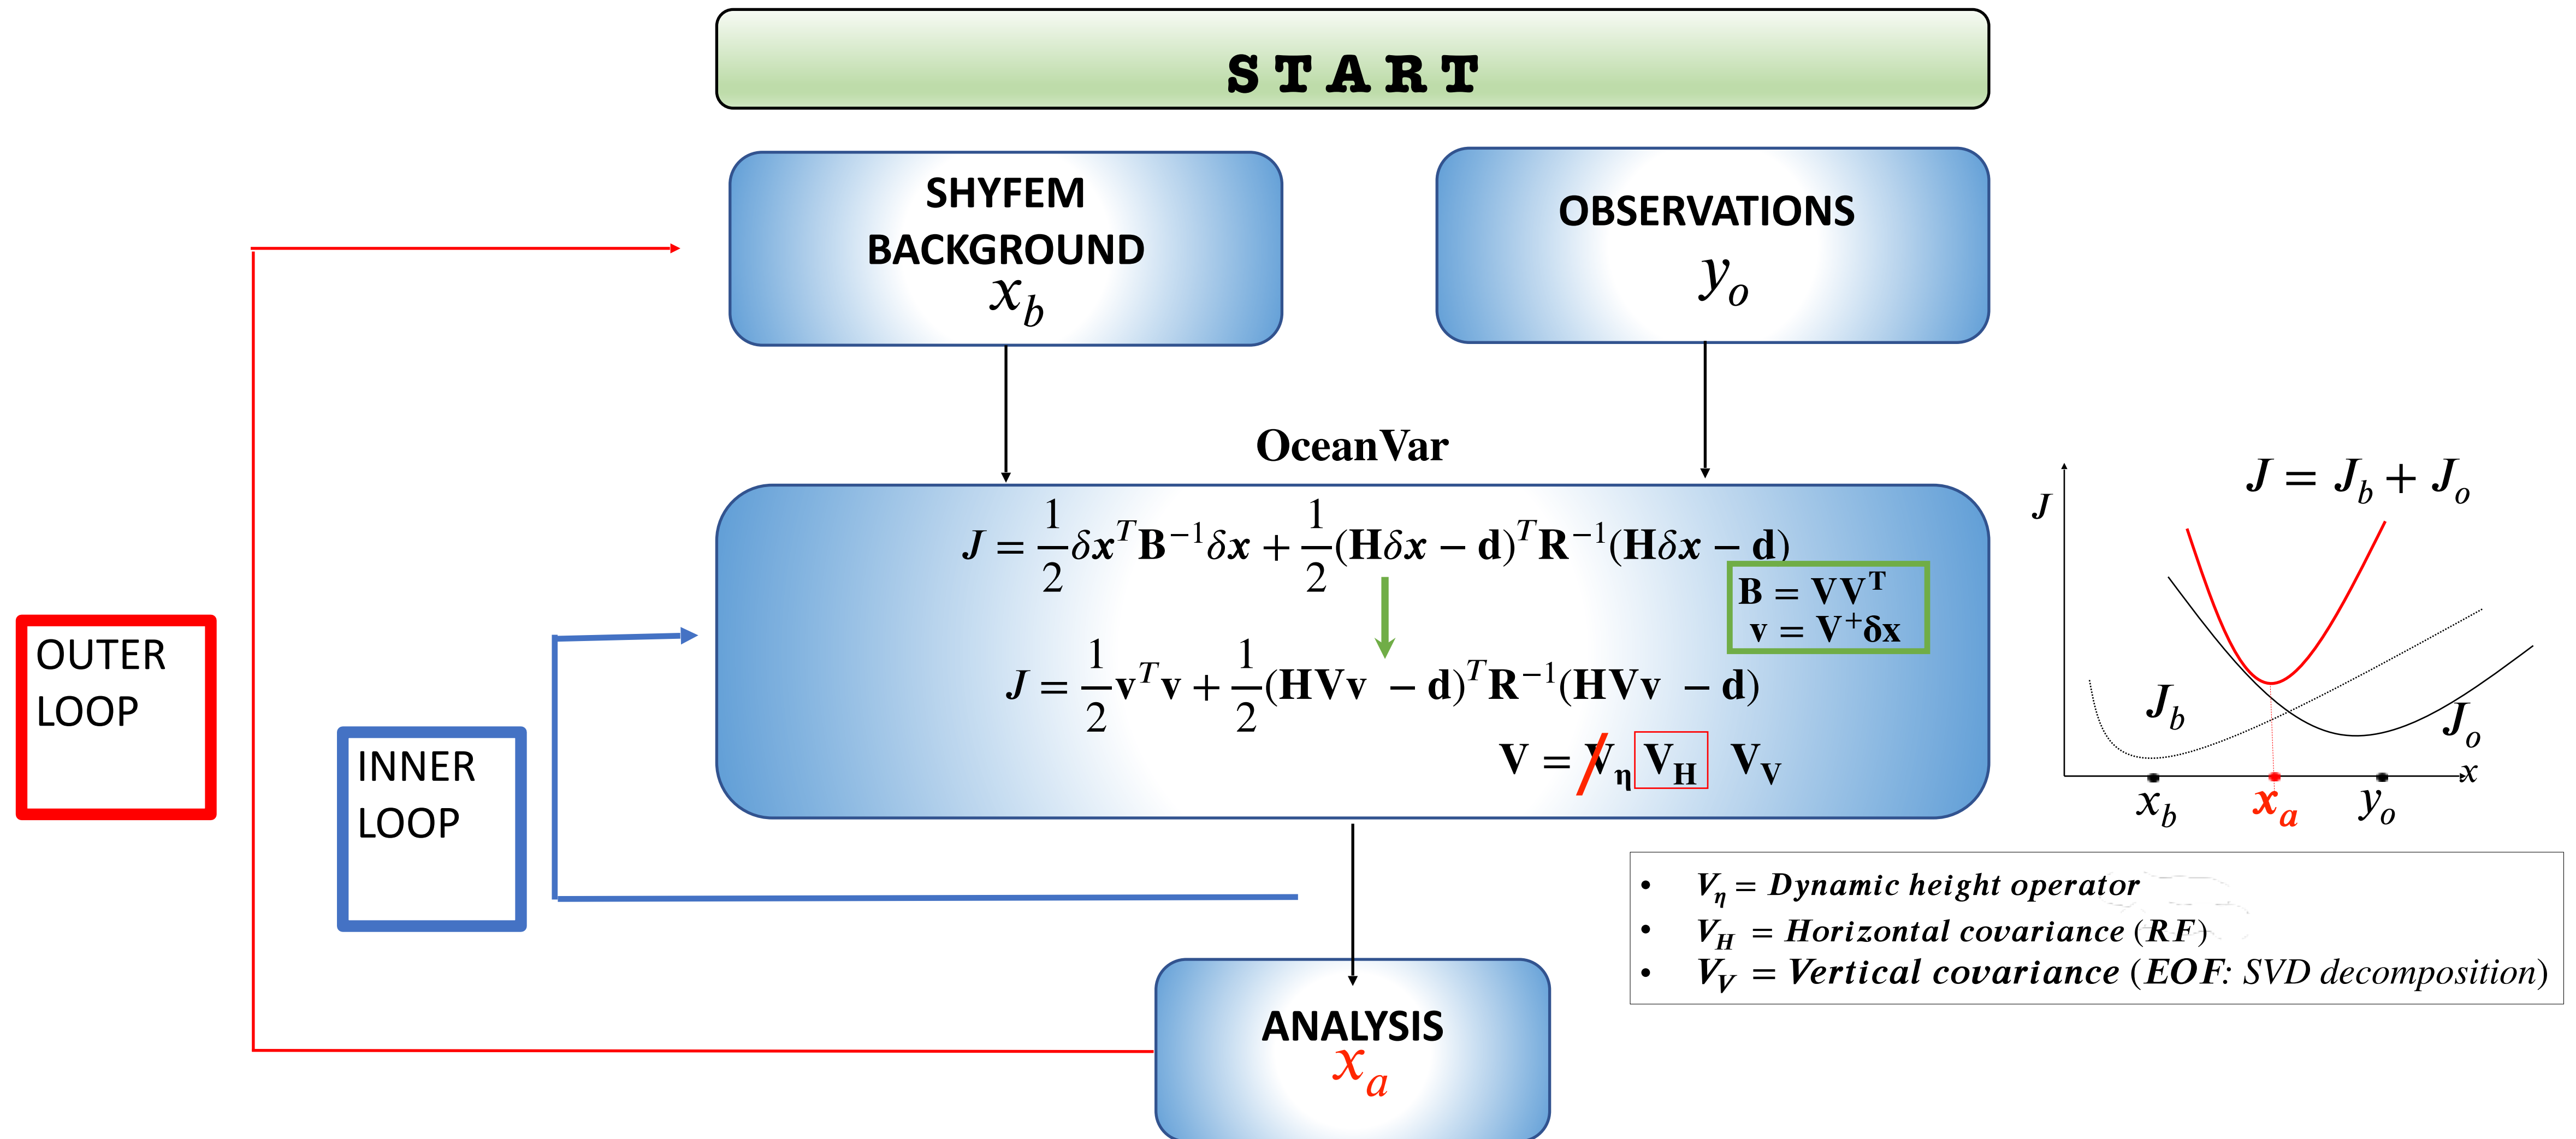 START
SHYFEM
BACKGROUND
x_b
OBSERVATIONS
y_o
OceanVar
J = 1/2 δx^T B^−1 δx + 1/2 (Hδx − d)^T R^−1 (Hδx − d)
B = VV^T
v = V^+ δx
J = 1/2 v^T v + 1/2 (HVv − d)^T R^−1 (HVv − d)
V = V_η V_H V_V
OUTER
LOOP
INNER
LOOP
ANALYSIS
x_a
J = J_b + J_o
J
J_b
J_o
x
x_b
x_a
y_o
• V_η = Dynamic height operator
• V_H = Horizontal covariance (RF)
• V_V = Vertical covariance (EOF: SVD decomposition)